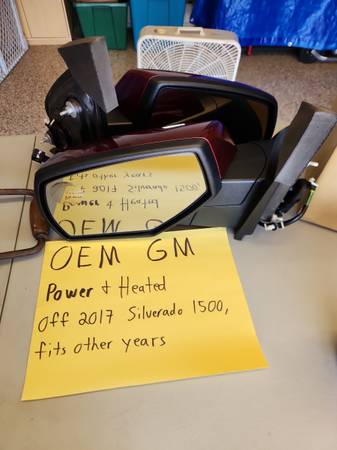 OEM GM
Power & Heated
Off 2017 Silverado 1500,
fits other years